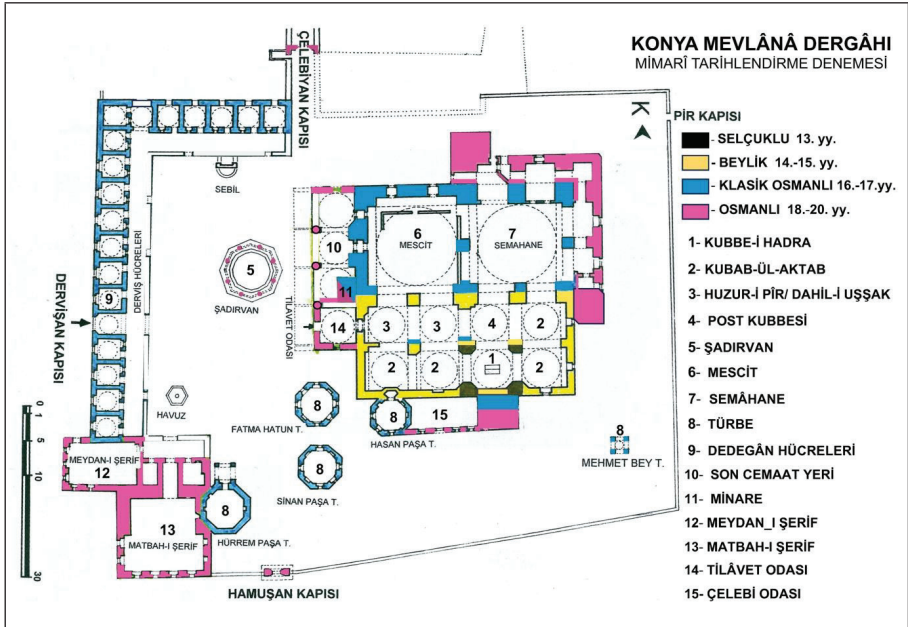 KONYA MEVLÂNÂ DERGÂHI
MİMARÎ TARİHLENDİRME DENEMESİ
K
PİR KAPISI
- SELÇUKLU 13. yy.
- BEYLİK 14.-15. yy.
- KLASİK OSMANLI 16.-17.yy.
- OSMANLI 18.-20. yy.
1- KUBBE-İ HADRA
2- KUBAB-ÜL-AKTAB
3- HUZUR-İ PÎR/ DAHİL-İ UŞŞAK
4- POST KUBBESİ
5- ŞADIRVAN
6- MESCİT
7- SEMÂHANE
8- TÜRBE
9- DEDEGÂN HÜCRELERİ
10- SON CEMAAT YERİ
11- MİNARE
12- MEYDAN_I ŞERİF
13- MATBAH-I ŞERİF
14- TİLÂVET ODASI
15- ÇELEBİ ODASI
ÇELEBİYAN KAPISI
SEBİL
DERVİŞ HÜCRELERİ
DERVİŞAN KAPISI
9
5
ŞADIRVAN
TİLAVET ODASI
10
11
14
6
MESCİT
7
SEMAHANE
3
3
4
2
2
2
1
2
8
FATMA HATUN T.
8
HASAN PAŞA T.
15
8
SİNAN PAŞA T.
8
MEHMET BEY T.
HAVUZ
MEYDAN-I ŞERİF
12
13
MATBAH-I ŞERİF
8
HÜRREM PAŞA T.
HAMUŞAN KAPISI
0
1
5
10
30